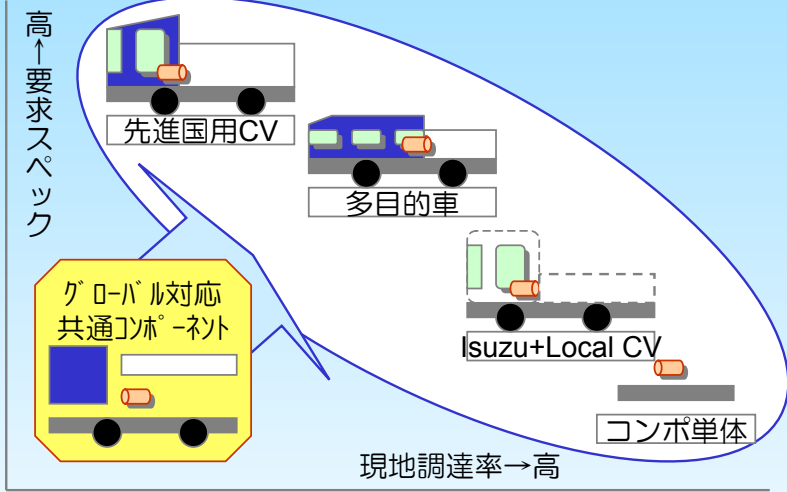 高↑要求スペック
先進国用CV
多目的車
グローバル対応
共通コンポーネント
Isuzu+Local CV
コンポ単体
現地調達率→高